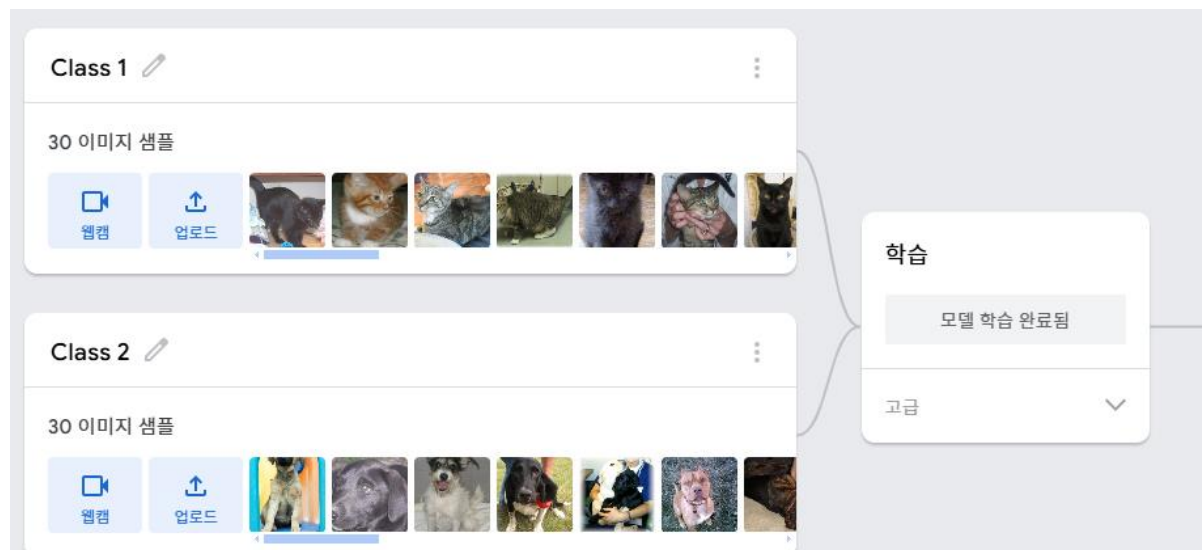 Class 1
30 이미지 샘플
웹캠
업로드
Class 2
30 이미지 샘플
웹캠
업로드
학습
모델 학습 완료됨
고급